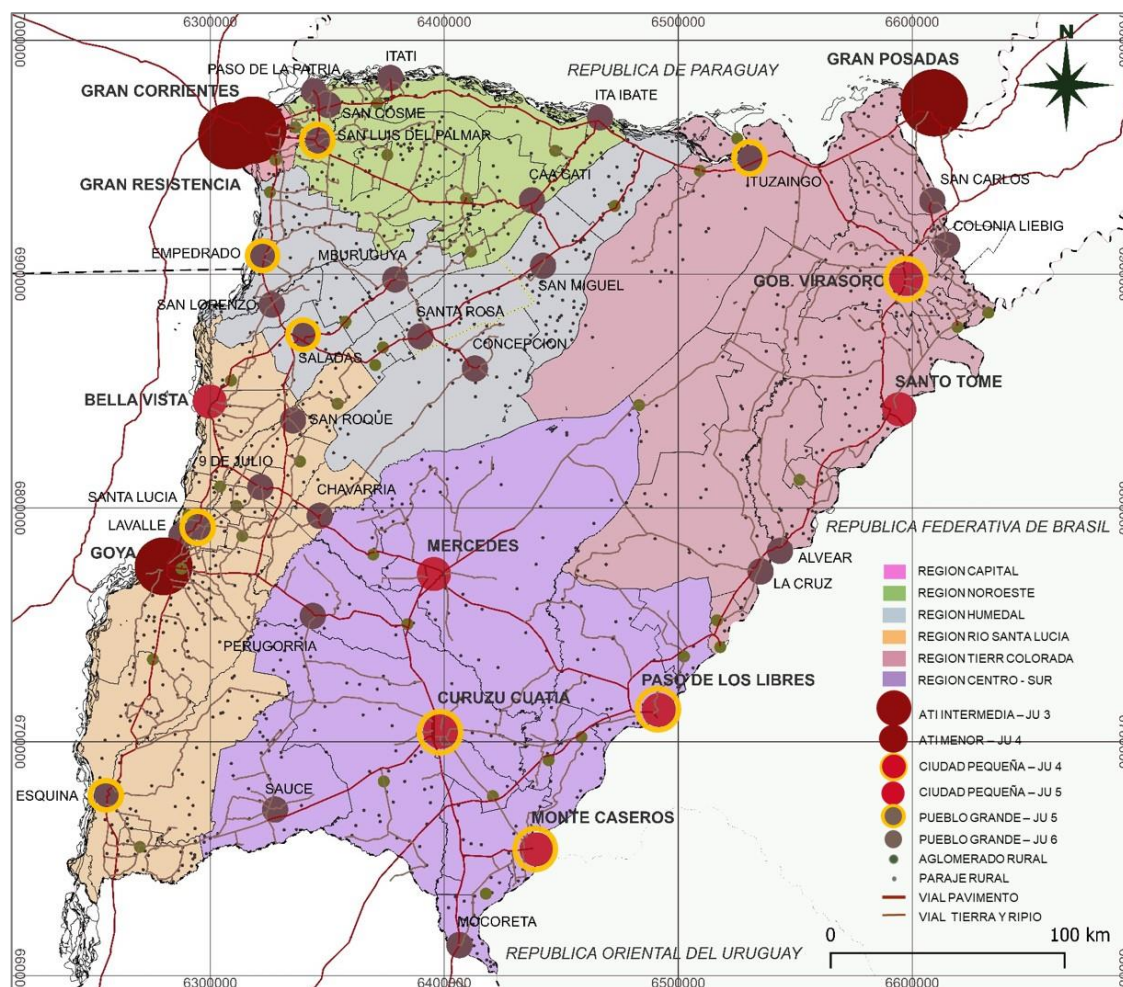 6300000 6400000 6500000 6600000
N
ITATI
PASO DE LA PATRIA
REPUBLICA DE PARAGUAY
GRAN POSADAS
GRAN CORRIENTES
SAN COSME
ITA IBATE
SAN LUIS DEL PALMAR
GRAN RESISTENCIA
ITUZAINGO
CAA CATI
SAN CARLOS
COLONIA LIEBIG
EMPEDRADO
MBURUCUYA
SAN MIGUEL
GOB. VIRASORO
SAN LORENZO
SANTA ROSA
CONCEPCION
SALADAS
SANTO TOME
BELLA VISTA
SAN ROQUE
9 DE JULIO
SANTA LUCIA
CHAVARRIA
LAVALLE
REPUBLICA FEDERATIVA DE BRASIL
GOYA
MERCEDES
ALVEAR
LA CRUZ
REGION CAPITAL
REGION NOROESTE
REGION HUMEDAL
REGION RIO SANTA LUCIA
REGION TIERR COLORADA
REGION CENTRO - SUR
PERUGORRIA
PASO DE LOS LIBRES
CURUZU CUATIA
ATI INTERMEDIA – JU 3
ATI MENOR – JU 4
CIUDAD PEQUEÑA – JU 4
CIUDAD PEQUEÑA – JU 5
PUEBLO GRANDE – JU 5
PUEBLO GRANDE – JU 6
AGLOMERADO RURAL
PARAJE RURAL
VIAL PAVIMENTO
VIAL TIERRA Y RIPIO
ESQUINA
SAUCE
MONTE CASEROS
MOCORETA
REPUBLICA ORIENTAL DEL URUGUAY
0 100 km
6300000 6400000 6500000 6600000